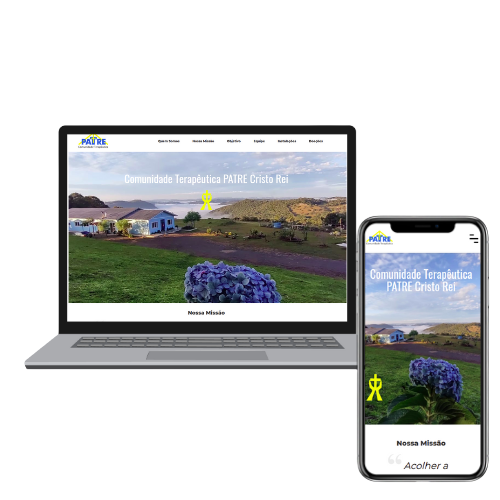 PATRE
Quem Somos Nossa Missão Objetivo Equipe Instalações Doações
Comunidade Terapêutica PATRE Cristo Rei
Nossa Missão
PATRE
Comunidade Terapêutica
PATRE Cristo Rei
Nossa Missão
“ Acolher a